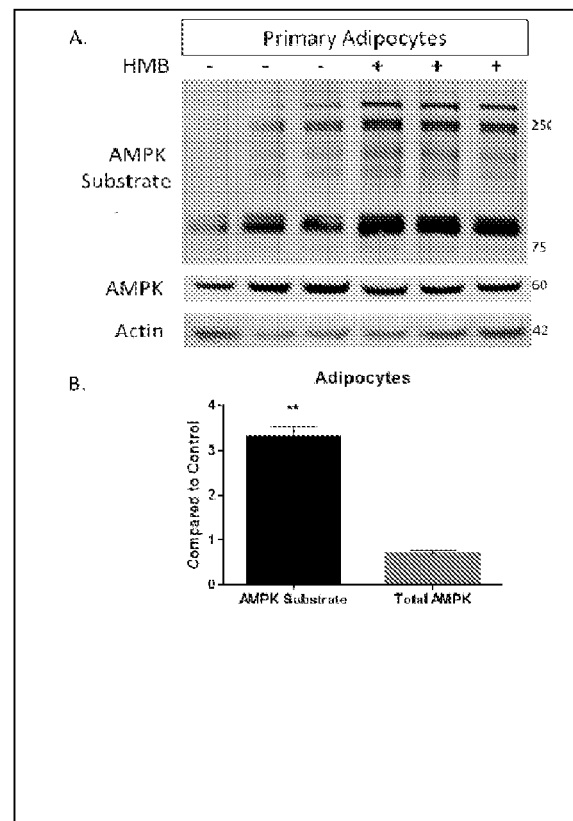 A.
Primary Adipocytes
HMB - - - + + +
250
AMPK
Substrate
75
AMPK 60
Actin 42
B.
Adipocytes
**
4
3
2
1
0
Compared to Control
AMPK Substrate Total AMPK